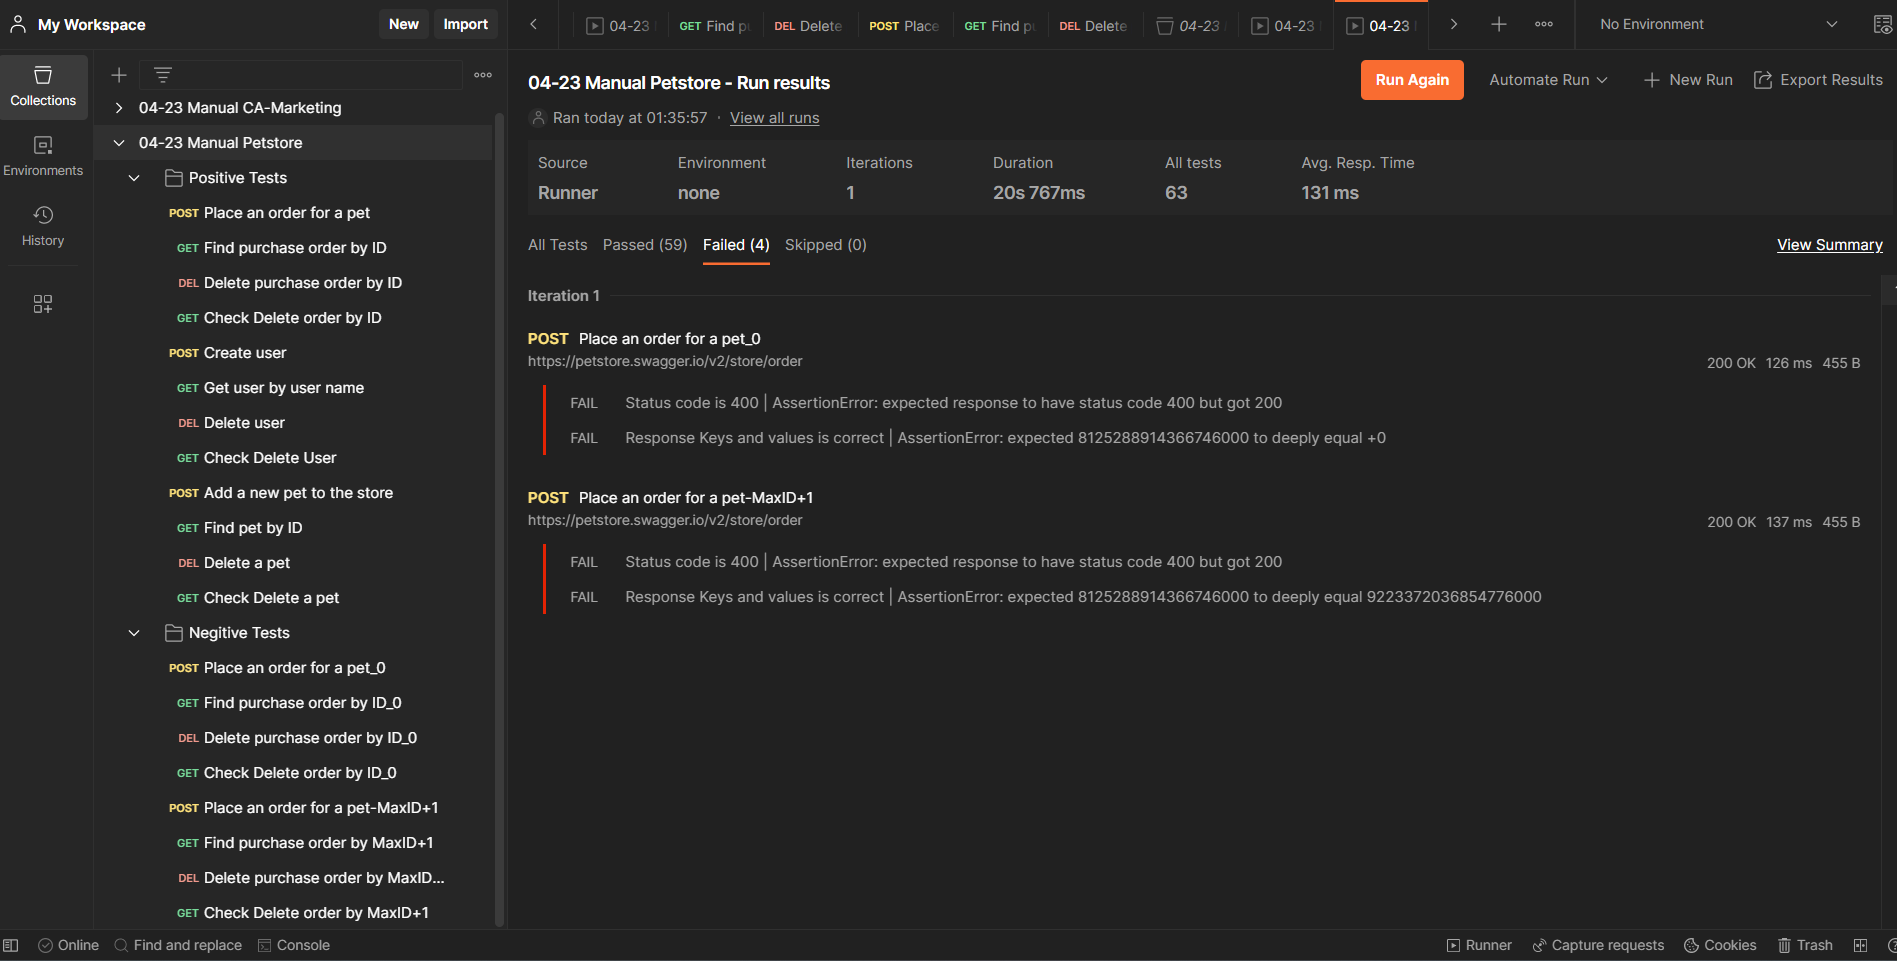 My Workspace
New
Import
04-23
GET Find pu
DEL Delete
POST Place
GET Find pu
DEL Delete
04-23
04-23
04-23
No Environment
Collections
Environments
History
04-23 Manual CA-Marketing
04-23 Manual Petstore
Positive Tests
POST Place an order for a pet
GET Find purchase order by ID
DEL Delete purchase order by ID
GET Check Delete order by ID
POST Create user
GET Get user by user name
DEL Delete user
GET Check Delete User
POST Add a new pet to the store
GET Find pet by ID
DEL Delete a pet
GET Check Delete a pet
Negitive Tests
POST Place an order for a pet_0
GET Find purchase order by ID_0
DEL Delete purchase order by ID_0
GET Check Delete order by ID_0
POST Place an order for a pet-MaxID+1
GET Find purchase order by MaxID+1
DEL Delete purchase order by MaxID...
GET Check Delete order by MaxID+1
04-23 Manual Petstore - Run results
Run Again
Automate Run
New Run
Export Results
Ran today at 01:35:57 · View all runs
Source Environment Iterations Duration All tests Avg. Resp. Time
Runner none 1 20s 767ms 63 131 ms
All Tests Passed (59) Failed (4) Skipped (0)
View Summary
Iteration 1
POST Place an order for a pet_0
https://petstore.swagger.io/v2/store/order
200 OK 126 ms 455 B
FAIL Status code is 400 | AssertionError: expected response to have status code 400 but got 200
FAIL Response Keys and values is correct | AssertionError: expected 8125288914366746000 to deeply equal +0
POST Place an order for a pet-MaxID+1
https://petstore.swagger.io/v2/store/order
200 OK 137 ms 455 B
FAIL Status code is 400 | AssertionError: expected response to have status code 400 but got 200
FAIL Response Keys and values is correct | AssertionError: expected 8125288914366746000 to deeply equal 9223372036854776000
Online
Find and replace
Console
Runner
Capture requests
Cookies
Trash